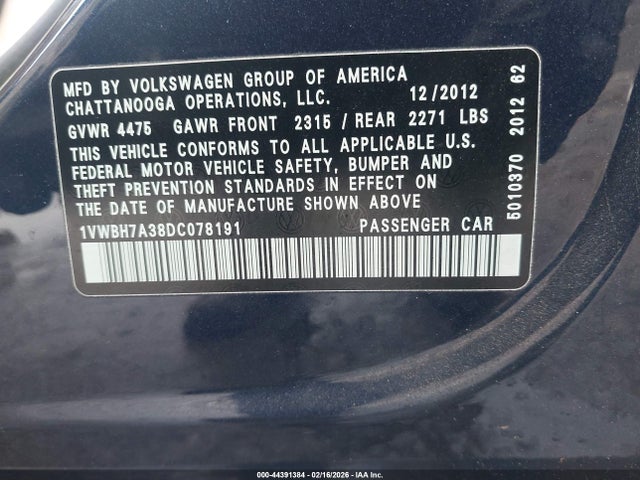 MFD BY VOLKSWAGEN GROUP OF AMERICA
CHATTANOOGA OPERATIONS, LLC. 12/2012
GVWR 4475 GAWR FRONT 2315 / REAR 2271 LBS
THIS VEHICLE CONFORMS TO ALL APPLICABLE U.S.
FEDERAL MOTOR VEHICLE SAFETY, BUMPER AND
THEFT PREVENTION STANDARDS IN EFFECT ON
THE DATE OF MANUFACTURE SHOWN ABOVE
1VWBH7A38DC078191 PASSENGER CAR
5010370 2012 62
000-44391384 - 02/16/2026 - IAA Inc.